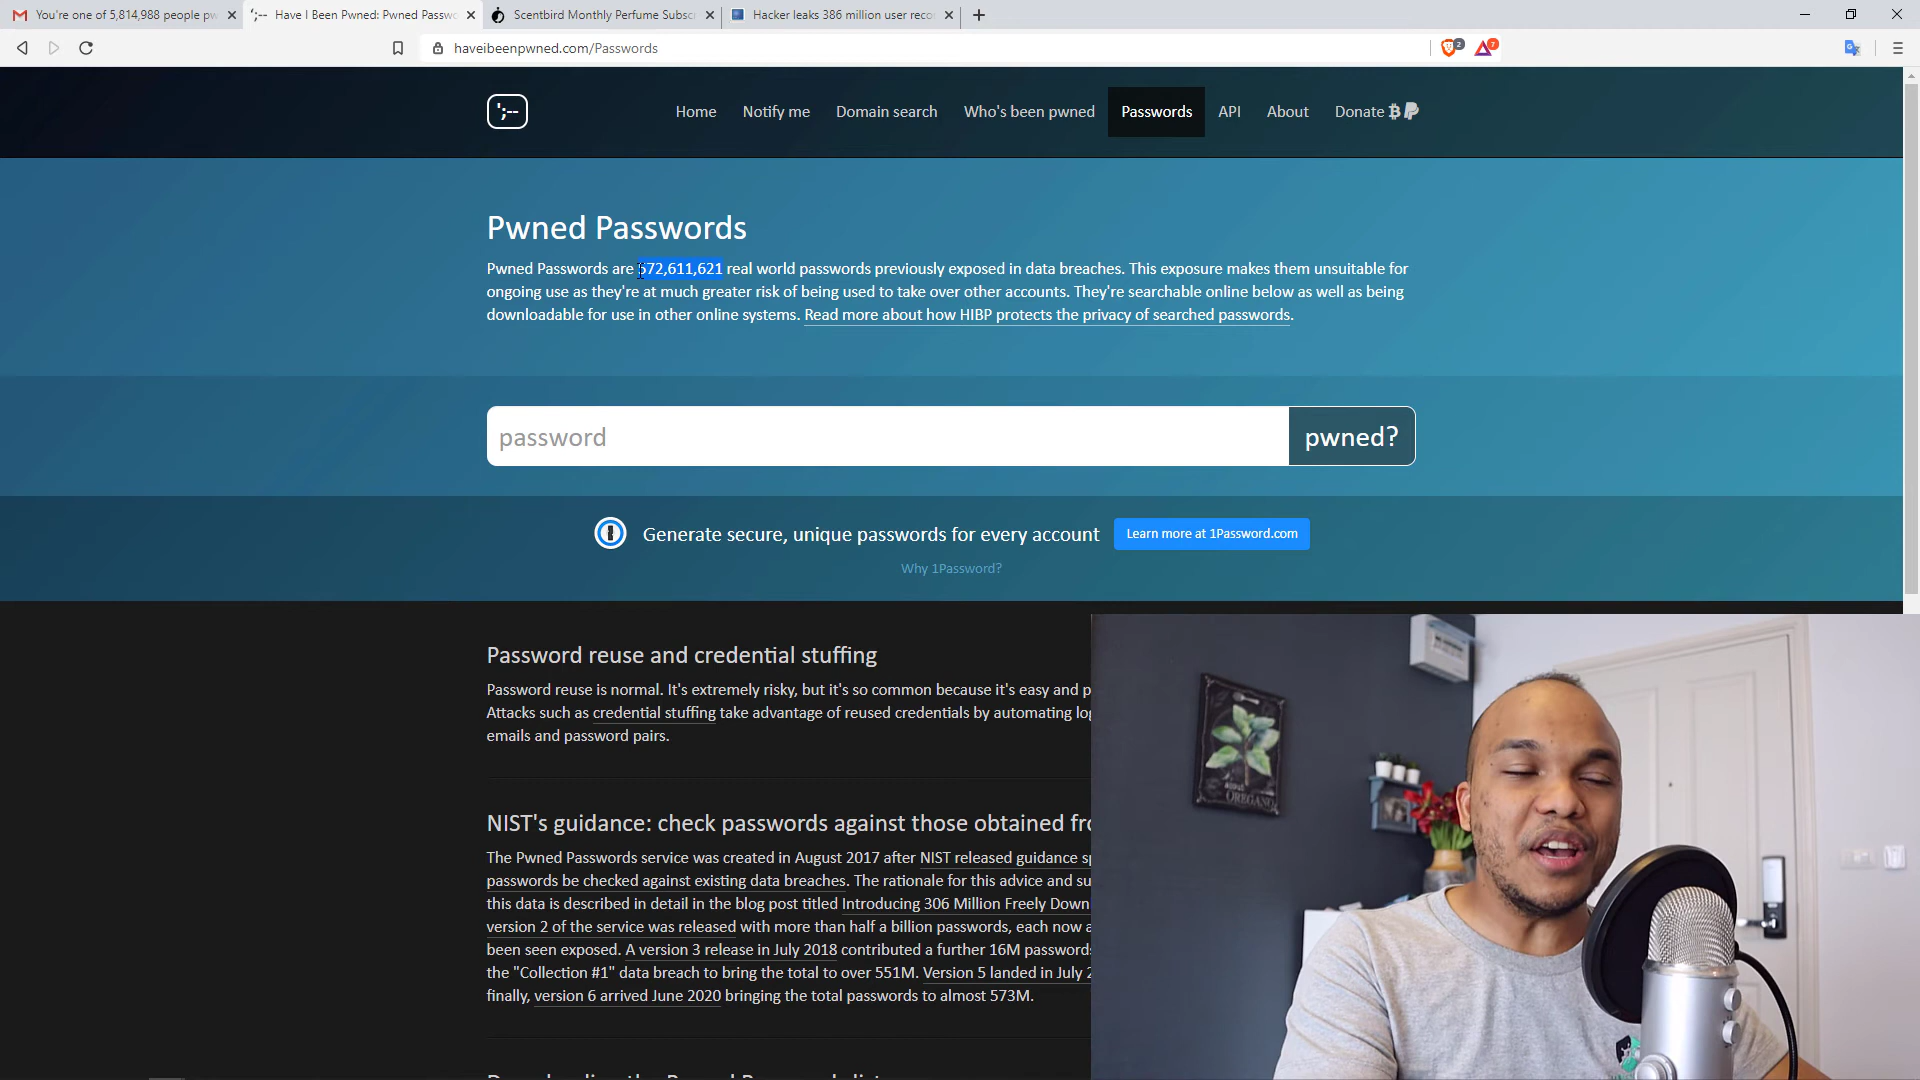 You're one of 5,814,988 people pw
Have I Been Pwned: Pwned Passwo
Scentbird Monthly Perfume Subsc
Hacker leaks 386 million user reco
haveibeenpwned.com/Passwords
2
7
';--
Home
Notify me
Domain search
Who's been pwned
Passwords
API
About
Donate
Pwned Passwords
Pwned Passwords are 572,611,621 real world passwords previously exposed in data breaches. This exposure makes them unsuitable for
ongoing use as they're at much greater risk of being used to take over other accounts. They're searchable online below as well as being
downloadable for use in other online systems. Read more about how HIBP protects the privacy of searched passwords.
password
pwned?
Generate secure, unique passwords for every account
Learn more at 1Password.com
Why 1Password?
Password reuse and credential stuffing
Password reuse is normal. It's extremely risky, but it's so common because it's easy and p
Attacks such as credential stuffing take advantage of reused credentials by automating log
emails and password pairs.
NIST's guidance: check passwords against those obtained fro
The Pwned Passwords service was created in August 2017 after NIST released guidance sp
passwords be checked against existing data breaches. The rationale for this advice and su
this data is described in detail in the blog post titled Introducing 306 Million Freely Down
version 2 of the service was released with more than half a billion passwords, each now a
been seen exposed. A version 3 release in July 2018 contributed a further 16M passwords
the "Collection #1" data breach to bring the total to over 551M. Version 5 landed in July 2
finally, version 6 arrived June 2020 bringing the total passwords to almost 573M.
OREGANO